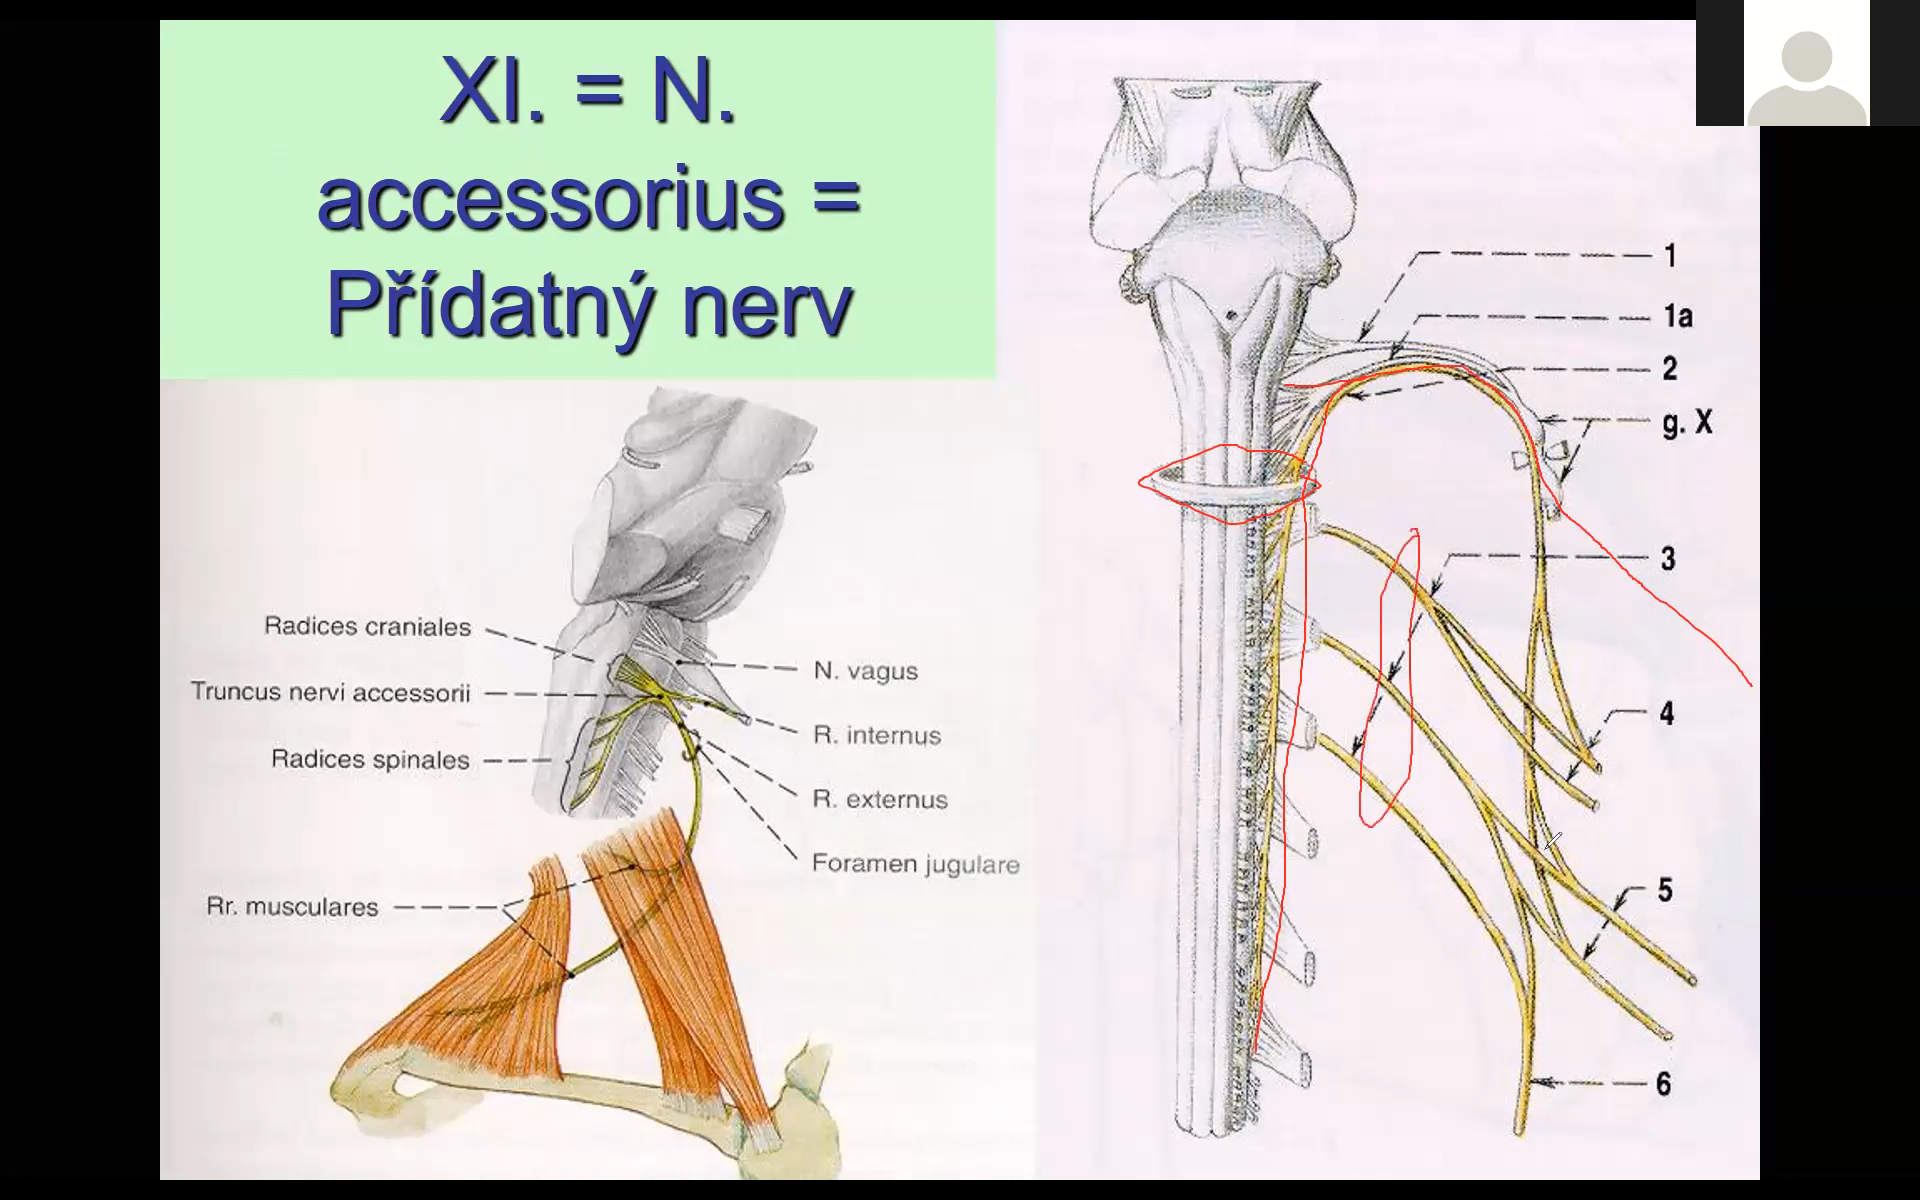 XI. = N.
accessorius =
Přídatný nerv
Radices craniales
Truncus nervi accessorii
Radices spinales
Rr. musculares
N. vagus
R. internus
R. externus
Foramen jugulare
1
1a
2
g. X
3
4
5
6